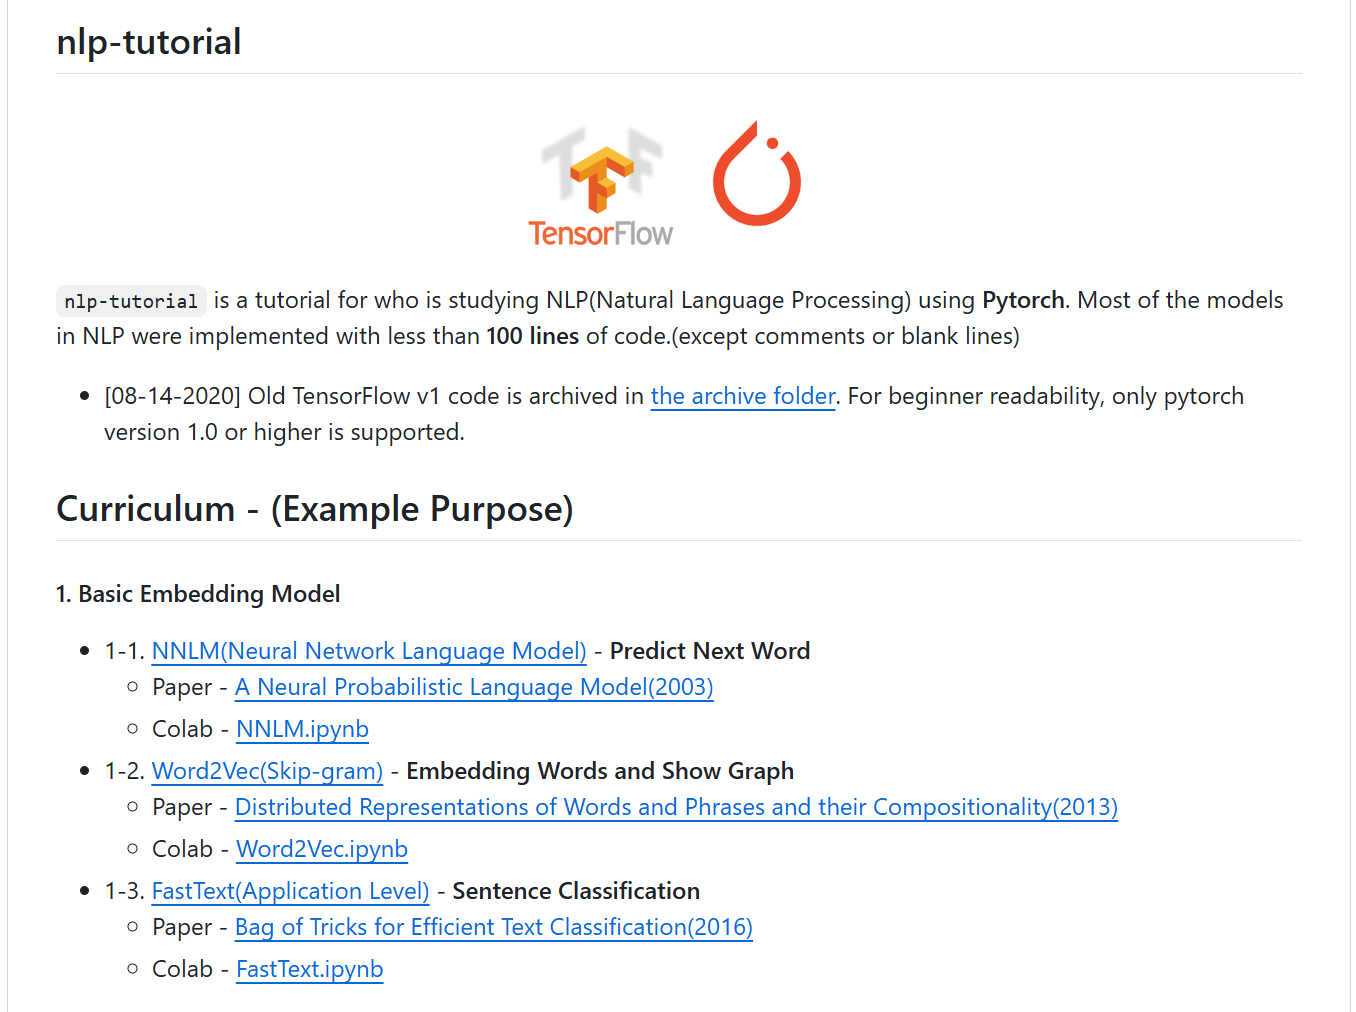 nlp-tutorial
TensorFlow
nlp-tutorial is a tutorial for who is studying NLP(Natural Language Processing) using Pytorch. Most of the models
in NLP were implemented with less than 100 lines of code.(except comments or blank lines)
[08-14-2020] Old TensorFlow v1 code is archived in the archive folder. For beginner readability, only pytorch
version 1.0 or higher is supported.
Curriculum - (Example Purpose)
1. Basic Embedding Model
1-1. NNLM(Neural Network Language Model) - Predict Next Word
Paper - A Neural Probabilistic Language Model(2003)
Colab - NNLM.ipynb
1-2. Word2Vec(Skip-gram) - Embedding Words and Show Graph
Paper - Distributed Representations of Words and Phrases and their Compositionality(2013)
Colab - Word2Vec.ipynb
1-3. FastText(Application Level) - Sentence Classification
Paper - Bag of Tricks for Efficient Text Classification(2016)
Colab - FastText.ipynb